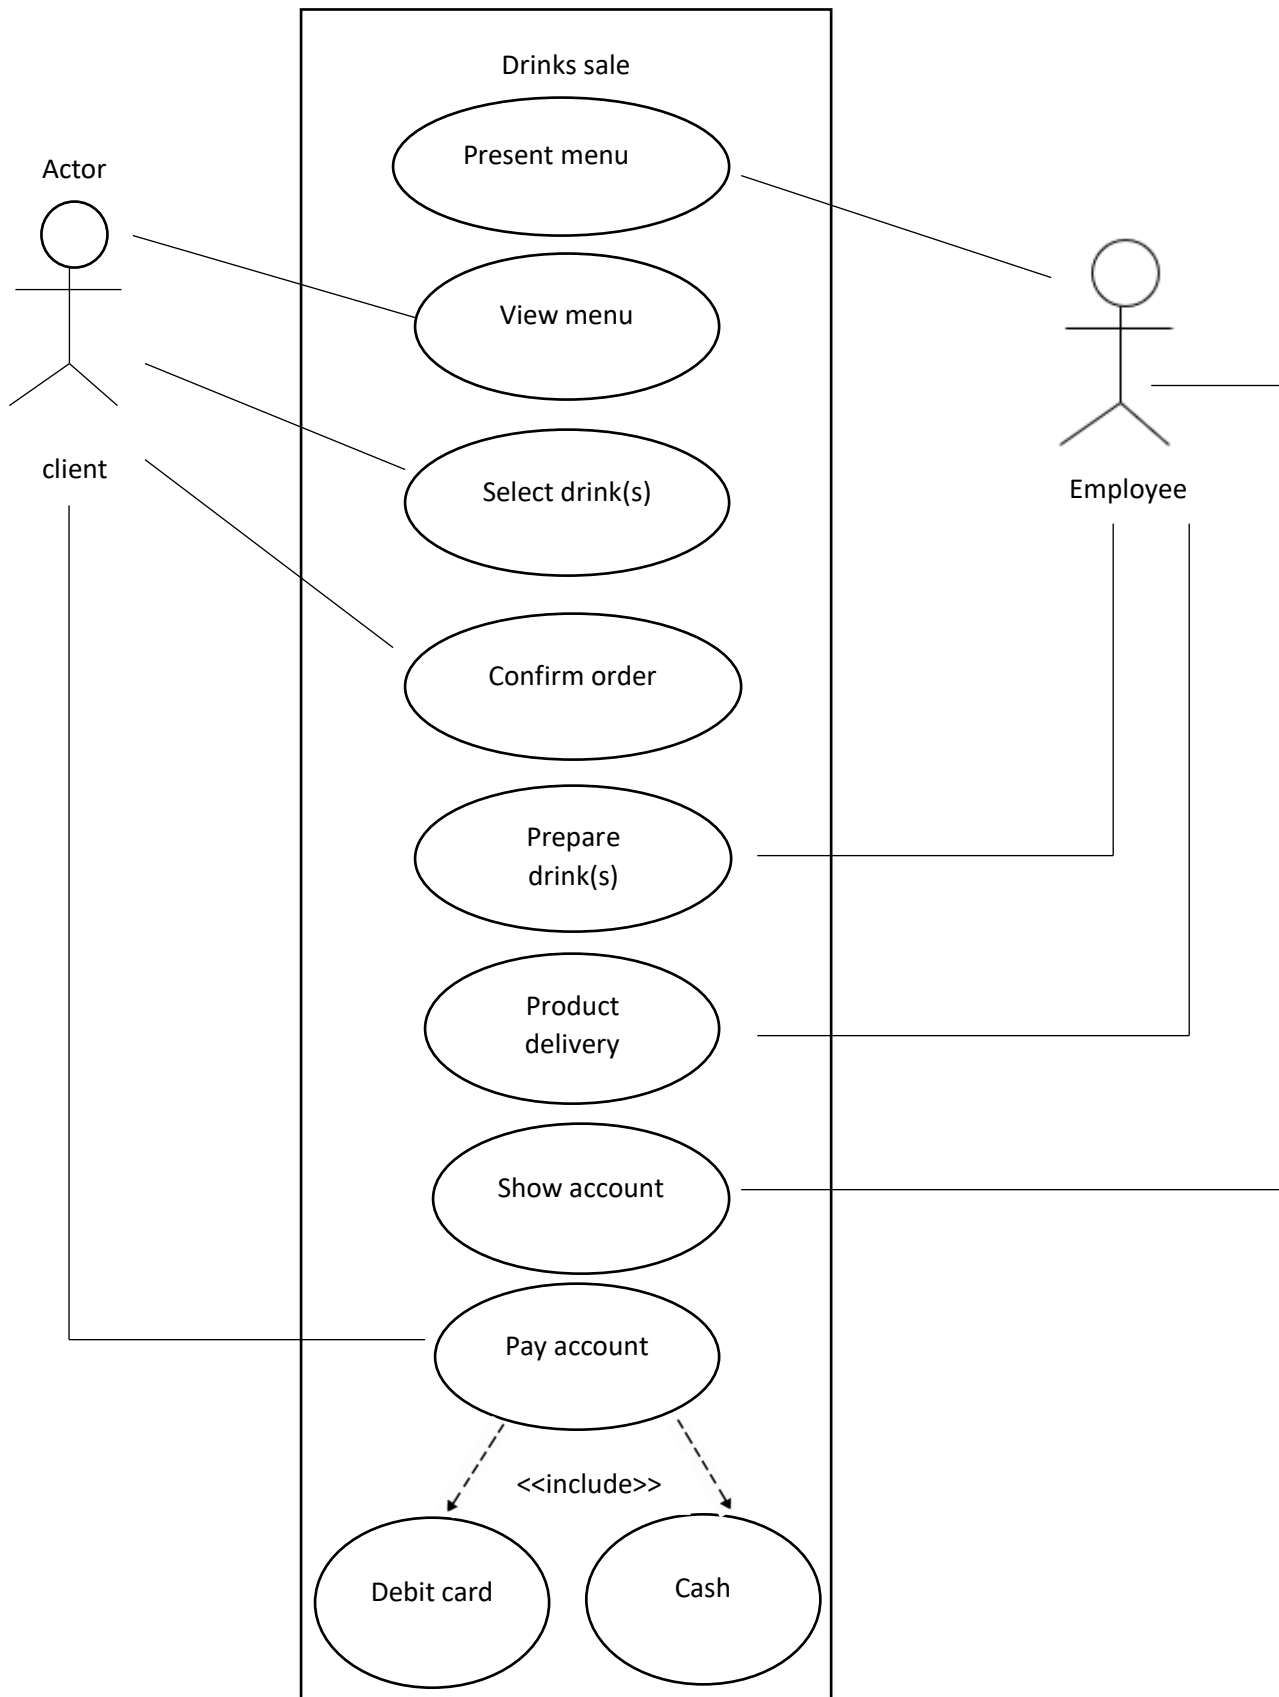 Drinks sale
Present menu
Actor
View menu
client
Select drink(s)
Employee
Confirm order
Prepare
drink(s)
Product
delivery
Show account
Pay account
<<include>>
Debit card
Cash